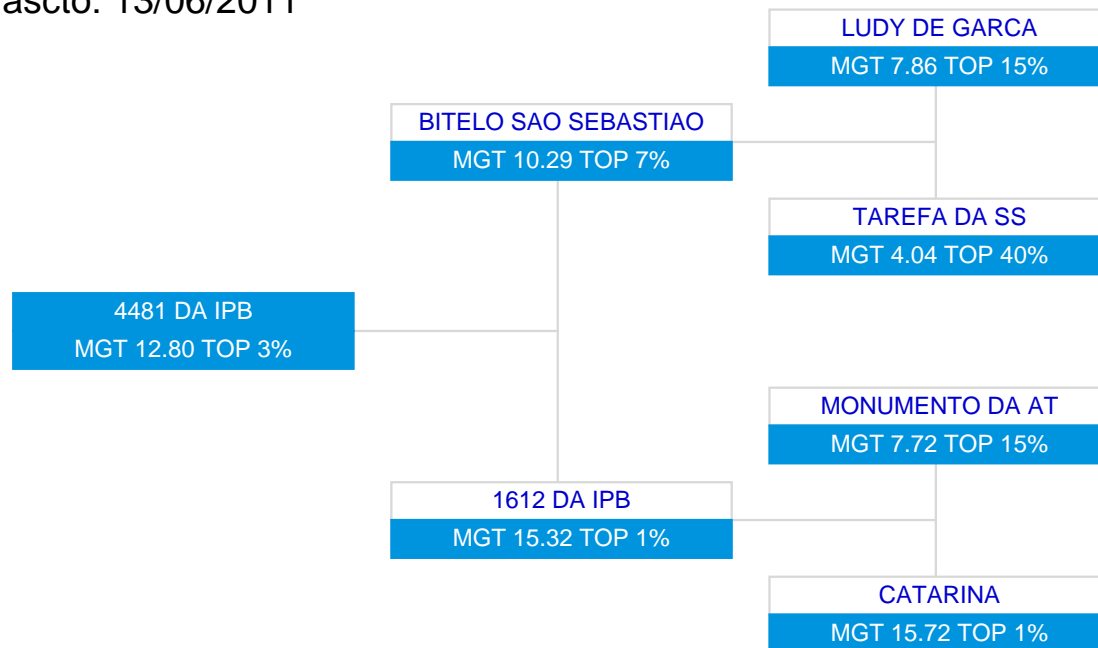 ascto: 13/06/2011
LUDY DE GARCA
MGT 7.86 TOP 15%
BITELO SAO SEBASTIAO
MGT 10.29 TOP 7%
TAREFA DA SS
MGT 4.04 TOP 40%
4481 DA IPB
MGT 12.80 TOP 3%
MONUMENTO DA AT
MGT 7.72 TOP 15%
1612 DA IPB
MGT 15.32 TOP 1%
CATARINA
MGT 15.72 TOP 1%